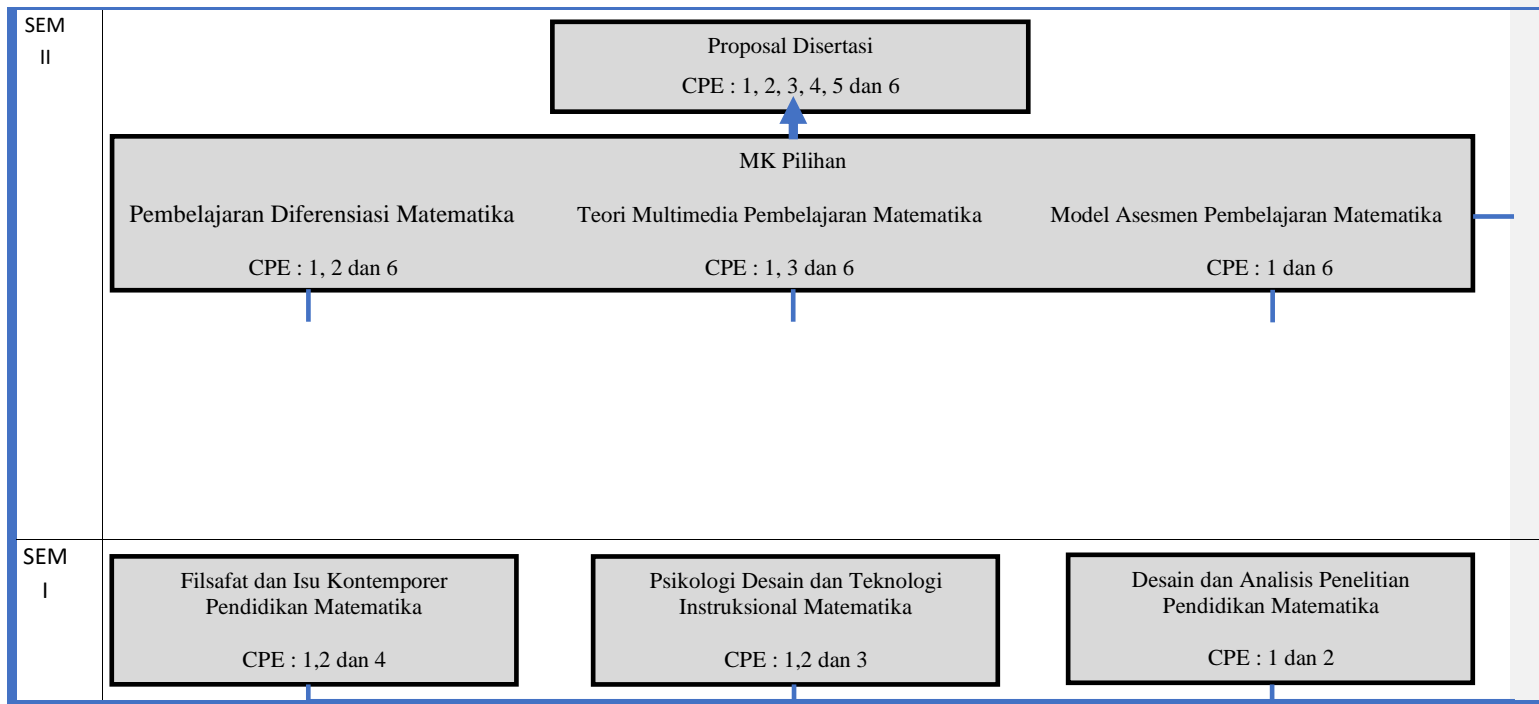 SEM
II
Proposal Disertasi
CPE : 1, 2, 3, 4, 5 dan 6
MK Pilihan
Pembelajaran Diferensiasi Matematika
Teori Multimedia Pembelajaran Matematika
Model Asesmen Pembelajaran Matematika
CPE : 1, 2 dan 6
CPE : 1, 3 dan 6
CPE : 1 dan 6
SEM
I
Filsafat dan Isu Kontemporer
Pendidikan Matematika
CPE : 1,2 dan 4
Psikologi Desain dan Teknologi
Instruksional Matematika
CPE : 1,2 dan 3
Desain dan Analisis Penelitian
Pendidikan Matematika
CPE : 1 dan 2